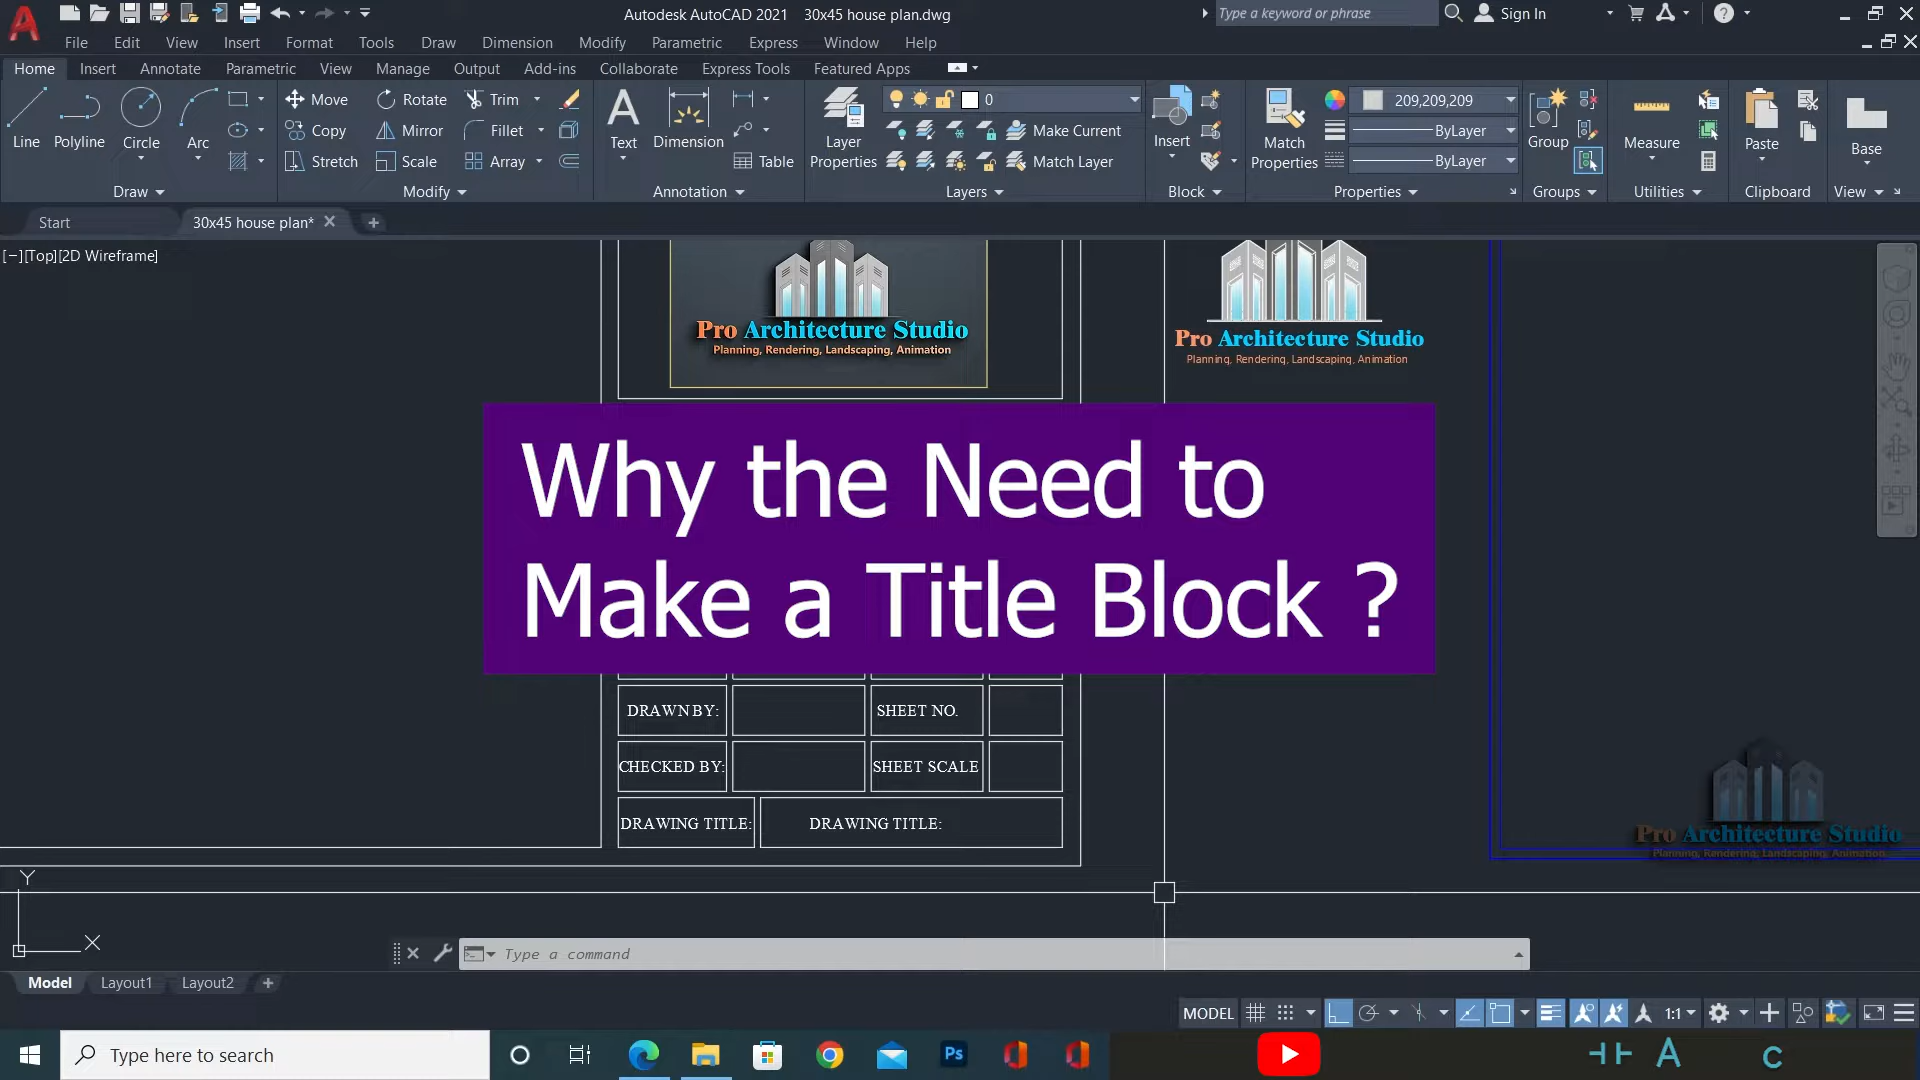 Autodesk AutoCAD 2021 30x45 house plan.dwg
Type a keyword or phrase
Sign In
File Edit View Insert Format Tools Draw Dimension Modify Parametric Express Window Help
Home Insert Annotate Parametric View Manage Output Add-ins Collaborate Express Tools Featured Apps
Line Polyline Circle Arc
Move Rotate Trim
Copy Mirror Fillet
Stretch Scale Array
Text Dimension Table
Layer Properties
0
Make Current
Match Layer
Insert
Match Properties
209,209,209
ByLayer
ByLayer
Group
Measure
Paste
Base
Draw Modify Annotation Layers Block Properties Groups Utilities Clipboard View
Start 30x45 house plan*
[−][Top][2D Wireframe]
Pro Architecture Studio
Planning, Rendering, Landscaping, Animation
Pro Architecture Studio
Planning, Rendering, Landscaping, Animation
Why the Need to
Make a Title Block ?
DRAWN BY: SHEET NO.
CHECKED BY: SHEET SCALE
DRAWING TITLE: DRAWING TITLE:
Pro Architecture Studio
Planning, Rendering, Landscaping, Animation
Y
X
Type a command
Model Layout1 Layout2
MODEL 1:1
Type here to search
Ps
A C